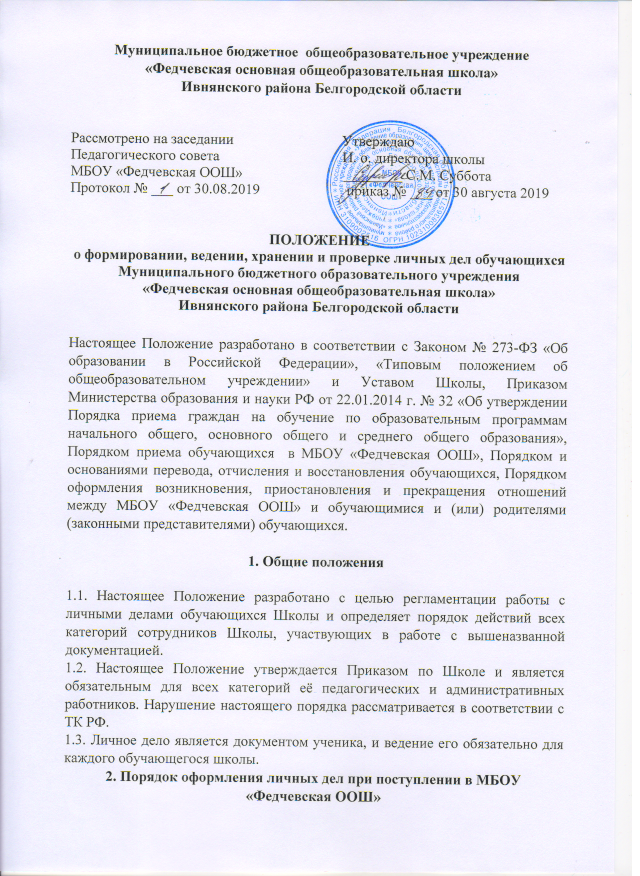 Муниципальное бюджетное общеобразовательное учреждение
«Федчевская основная общеобразовательная школа»
Ивнянского района Белгородской области
Рассмотрено на заседании
Педагогического совета
МБОУ «Федчевская ООШ»
Протокол № 1 от 30.08.2019
Утверждаю
И. о. директора школы
С.М. Суббота
приказ № от 30 августа 2019
ПОЛОЖЕНИЕ
о формировании, ведении, хранении и проверке личных дел обучающихся
Муниципального бюджетного образовательного учреждения
«Федчевская основная общеобразовательная школа»
Ивнянского района Белгородской области
Настоящее Положение разработано в соответствии с Законом № 273-ФЗ «Об
образовании в Российской Федерации», «Типовым положением об
общеобразовательном учреждении» и Уставом Школы, Приказом
Министерства образования и науки РФ от 22.01.2014 г. № 32 «Об утверждении
Порядка приема граждан на обучение по образовательным программам
начального общего, основного общего и среднего общего образования»,
Порядком приема обучающихся в МБОУ «Федчевская ООШ», Порядком и
основаниями перевода, отчисления и восстановления обучающихся, Порядком
оформления возникновения, приостановления и прекращения отношений
между МБОУ «Федчевская ООШ» и обучающимися и (или) родителями
(законными представителями) обучающихся.
1. Общие положения
1.1. Настоящее Положение разработано с целью регламентации работы с
личными делами обучающихся Школы и определяет порядок действий всех
категорий сотрудников Школы, участвующих в работе с вышеназванной
документацией.
1.2. Настоящее Положение утверждается Приказом по Школе и является
обязательным для всех категорий её педагогических и административных
работников. Нарушение настоящего порядка рассматривается в соответствии с
ТК РФ.
1.3. Личное дело является документом ученика, и ведение его обязательно для
каждого обучающегося школы.
2. Порядок оформления личных дел при поступлении в МБОУ
«Федчевская ООШ»